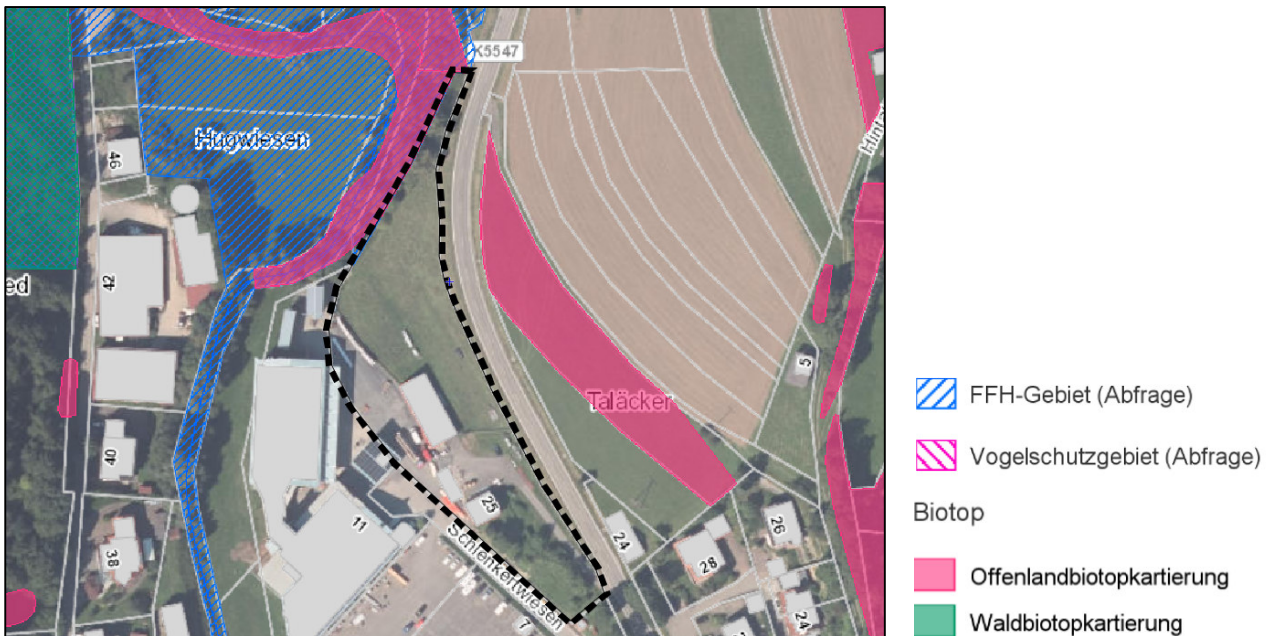 K5547
Hugwiesen
Hinter
46
ed
42
5
Taläcker
40
25
11
24
26
38
28
Schlenkertwiesen
7
24
FFH-Gebiet (Abfrage)
Vogelschutzgebiet (Abfrage)
Biotop
Offenlandbiotopkartierung
Waldbiotopkartierung